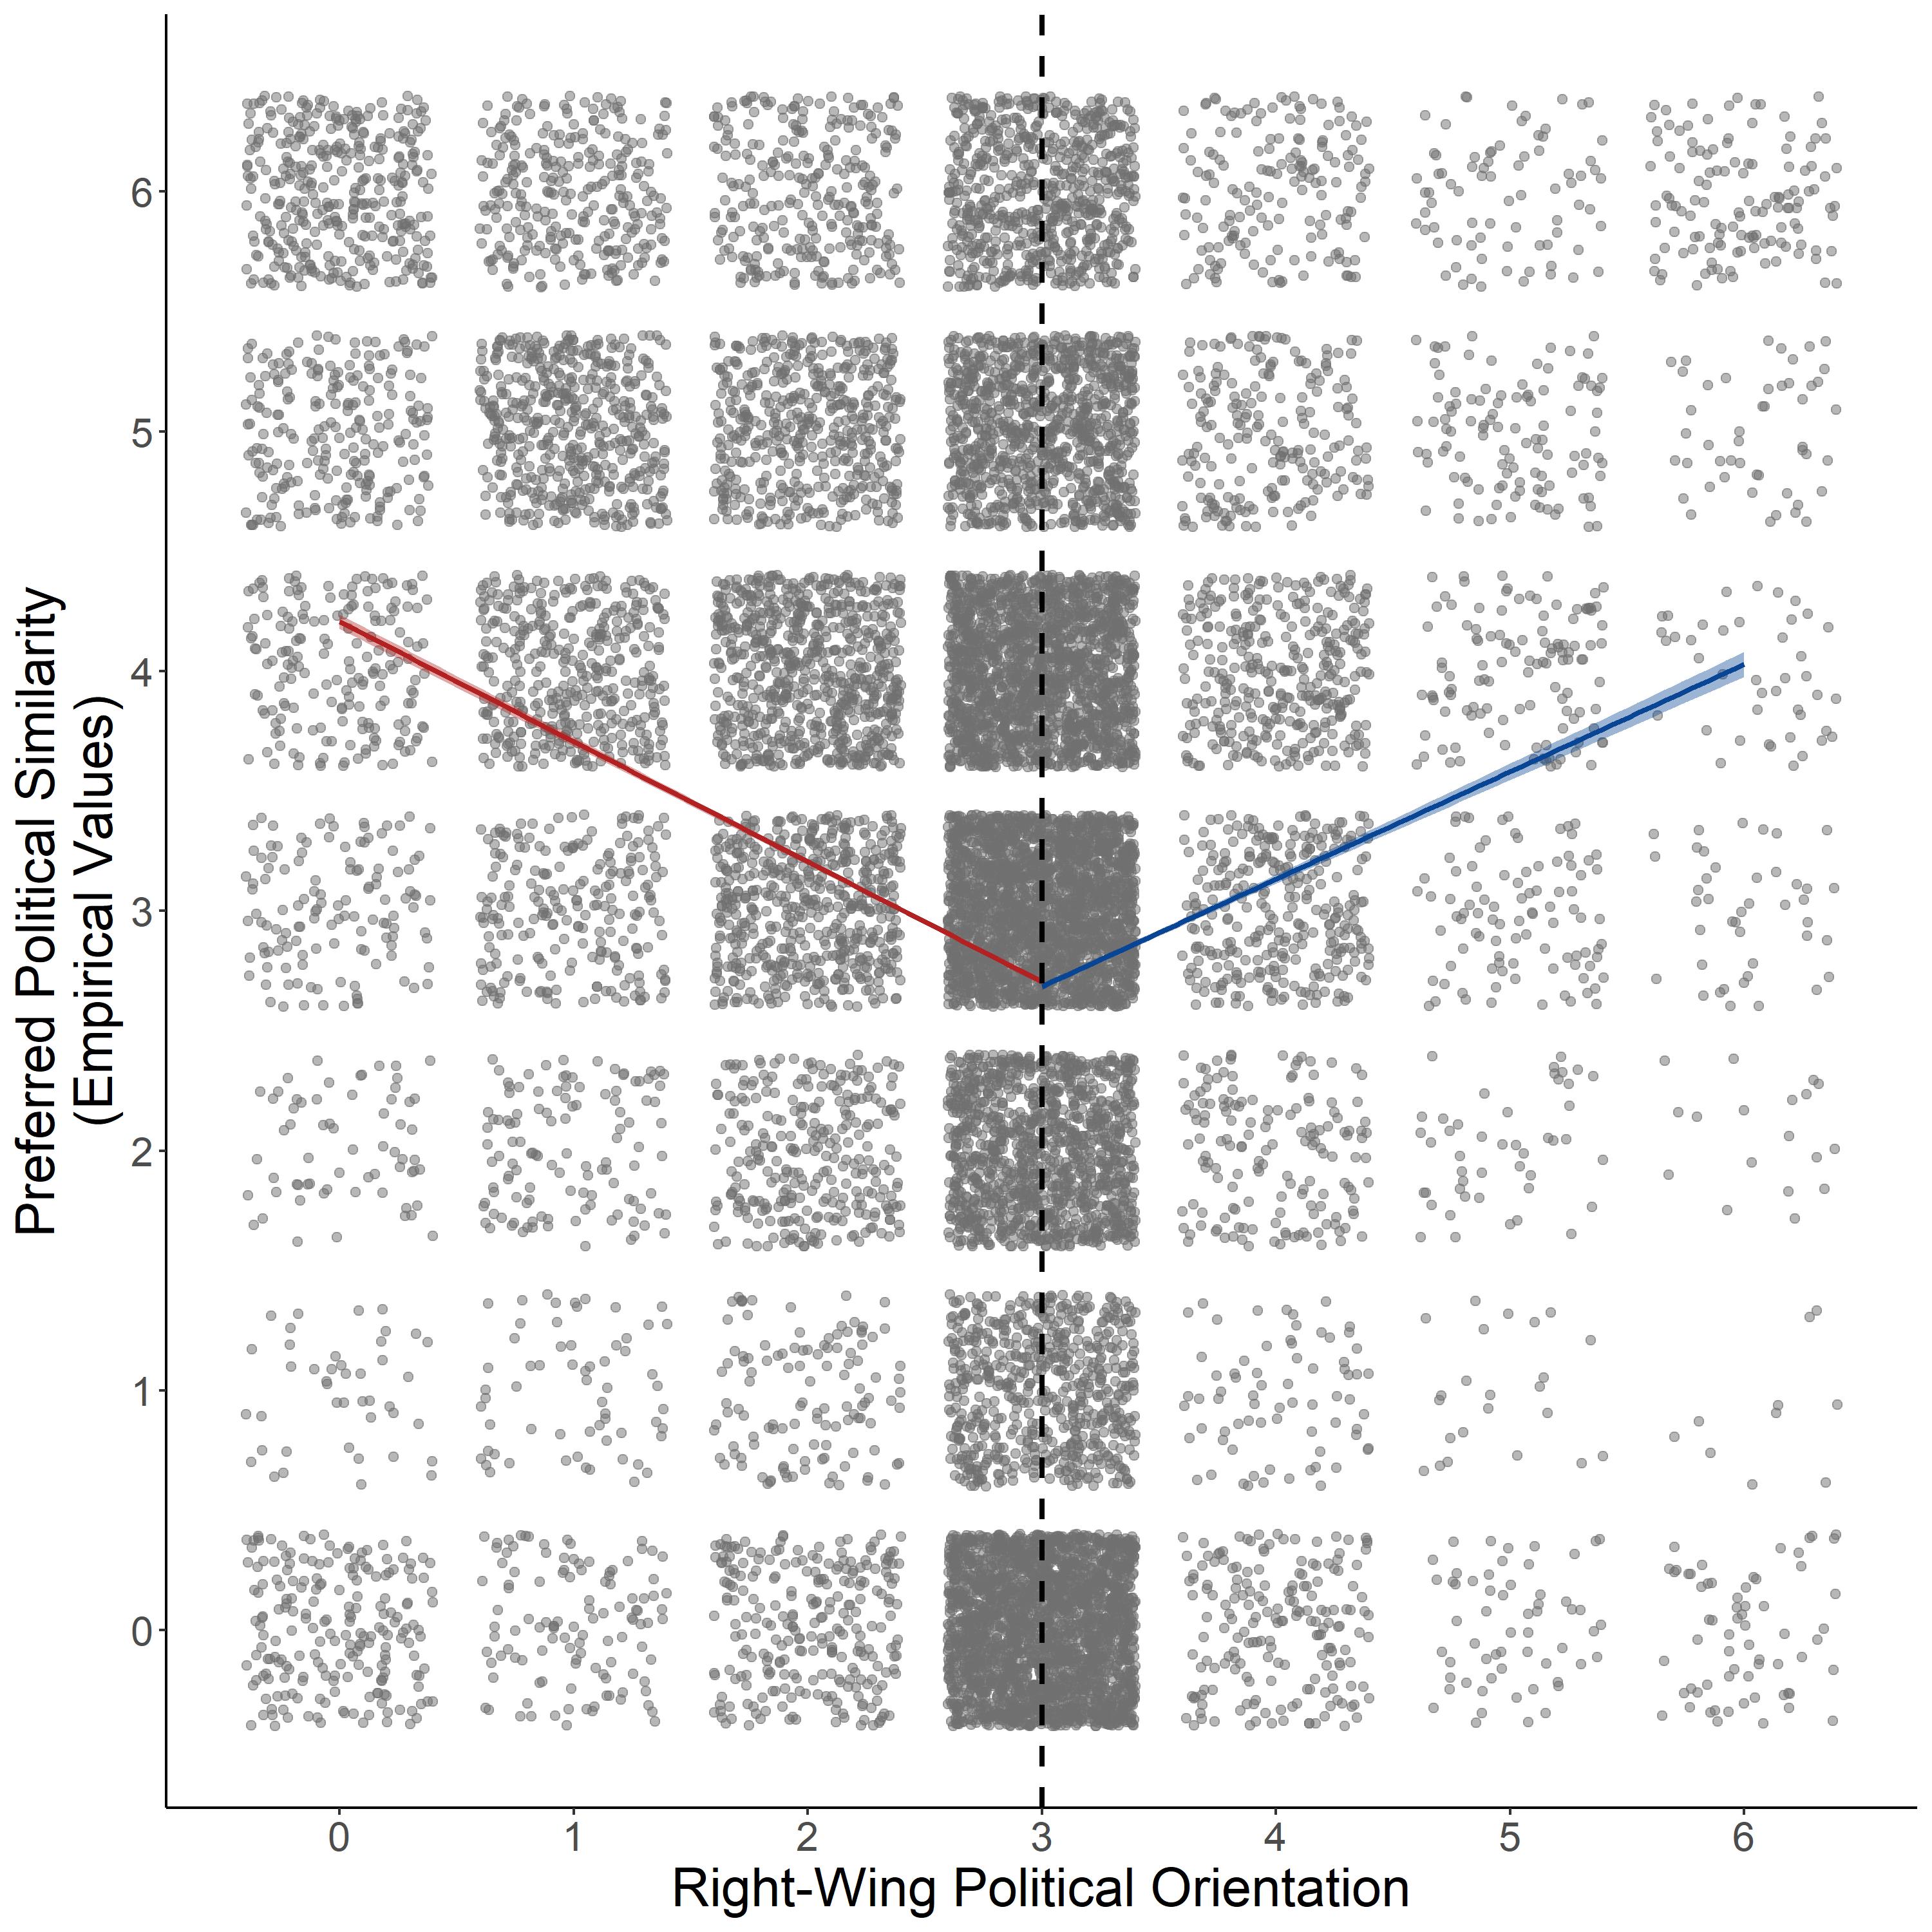 Preferred Political Similarity
(Empirical Values)
6
5
4
3
2
1
0
0 1 2 3 4 5 6
Right-Wing Political Orientation